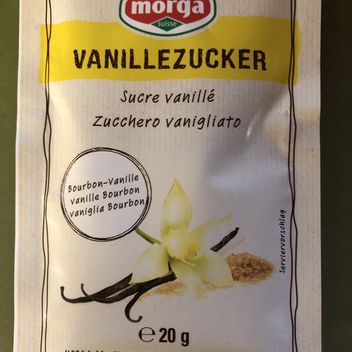 morga
suisse
VANILLEZUCKER
Sucre vanillé
Zucchero vanigliato
Bourbon-Vanille
vanille Bourbon
vaniglia Bourbon
Serviervorschlag
℮ 20 g